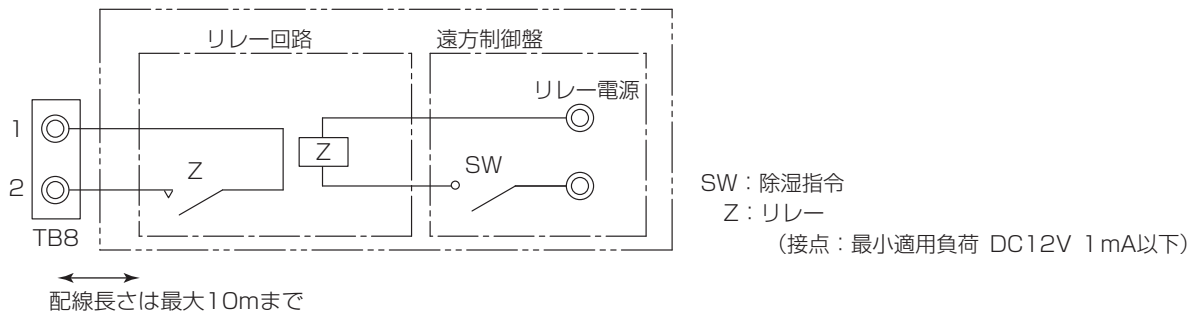 リレー回路
遠方制御盤
リレー電源
1
Z
Z
SW
2
TB8
SW：除湿指令
Z：リレー
（接点：最小適用負荷 DC12V 1mA以下）
配線長さは最大10mまで